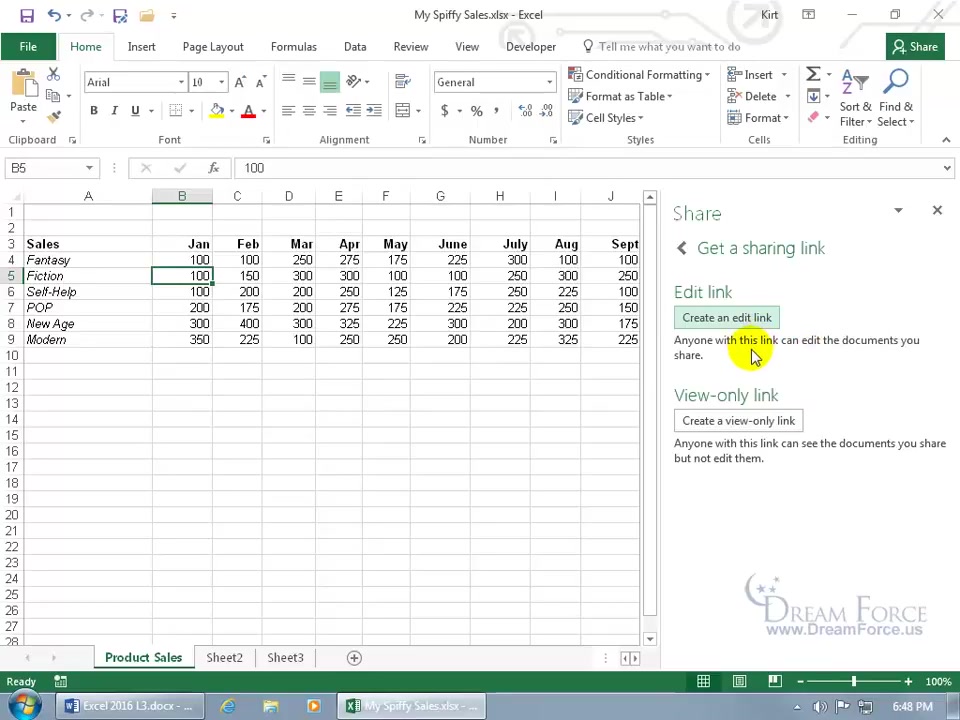 My Spiffy Sales.xlsx - Excel
Kirt
File Home Insert Page Layout Formulas Data Review View Developer Tell me what you want to do Share
Paste
Arial 10
B I U
General
$ % ,
Conditional Formatting
Format as Table
Cell Styles
Insert
Delete
Format
Sort & Filter
Find & Select
Clipboard Font Alignment Number Styles Cells Editing
B5 fx 100
A B C D E F G H I J
1
2
3 Sales Jan Feb Mar Apr May June July Aug Sept
4 Fantasy 100 100 250 275 175 225 300 100 100
5 Fiction 100 150 300 300 100 100 250 300 250
6 Self-Help 100 200 200 250 125 175 250 225 100
7 POP 200 175 275 175 225 225 225 250 150
8 New Age 300 400 300 325 225 300 200 300 175
9 Modern 350 225 100 250 250 200 225 325 225
10
11
12
13
14
15
16
17
18
19
20
21
22
23
24
25
26
27
28
Share
Get a sharing link
Edit link
Create an edit link
Anyone with this link can edit the documents you
share.
View-only link
Create a view-only link
Anyone with this link can see the documents you share
but not edit them.
DREAM FORCE
www.DreamForce.us
Product Sales Sheet2 Sheet3
Ready
100%
Excel 2016 L3.docx - ...
My Spiffy Sales.xlsx - ...
6:48 PM